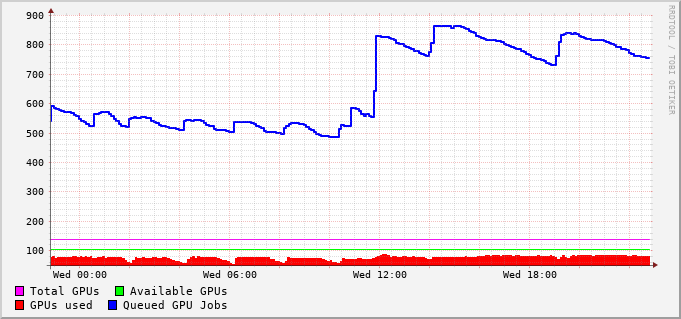 900
800
700
600
500
400
300
200
100
Wed 00:00 Wed 06:00 Wed 12:00 Wed 18:00
Total GPUs Available GPUs
GPUs used Queued GPU Jobs
RRDTOOL / TOBI OETIKER